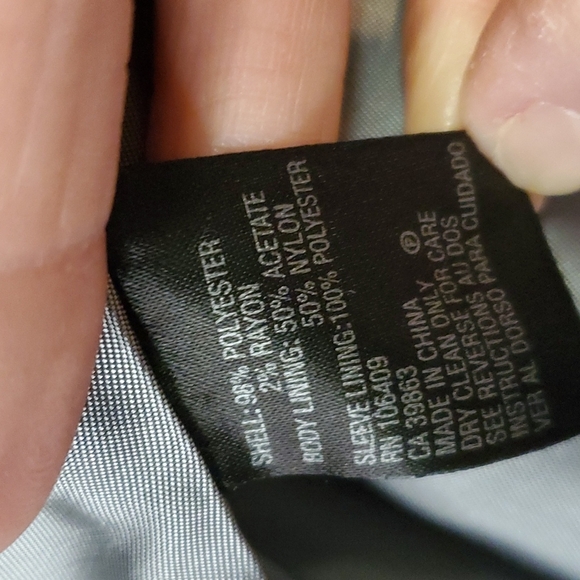 SHELL: 98% POLYESTER
2% RAYON
BODY LINING: 50% ACETATE
50% NYLON
SLEEVE LINING:100% POLYESTER
RN 106409
CA 39863
MADE IN CHINA Ⓟ
DRY CLEAN ONLY
SEE REVERSE FOR CARE
INSTRUCTIONS AU DOS
VER AL DORSO PARA CUIDADO